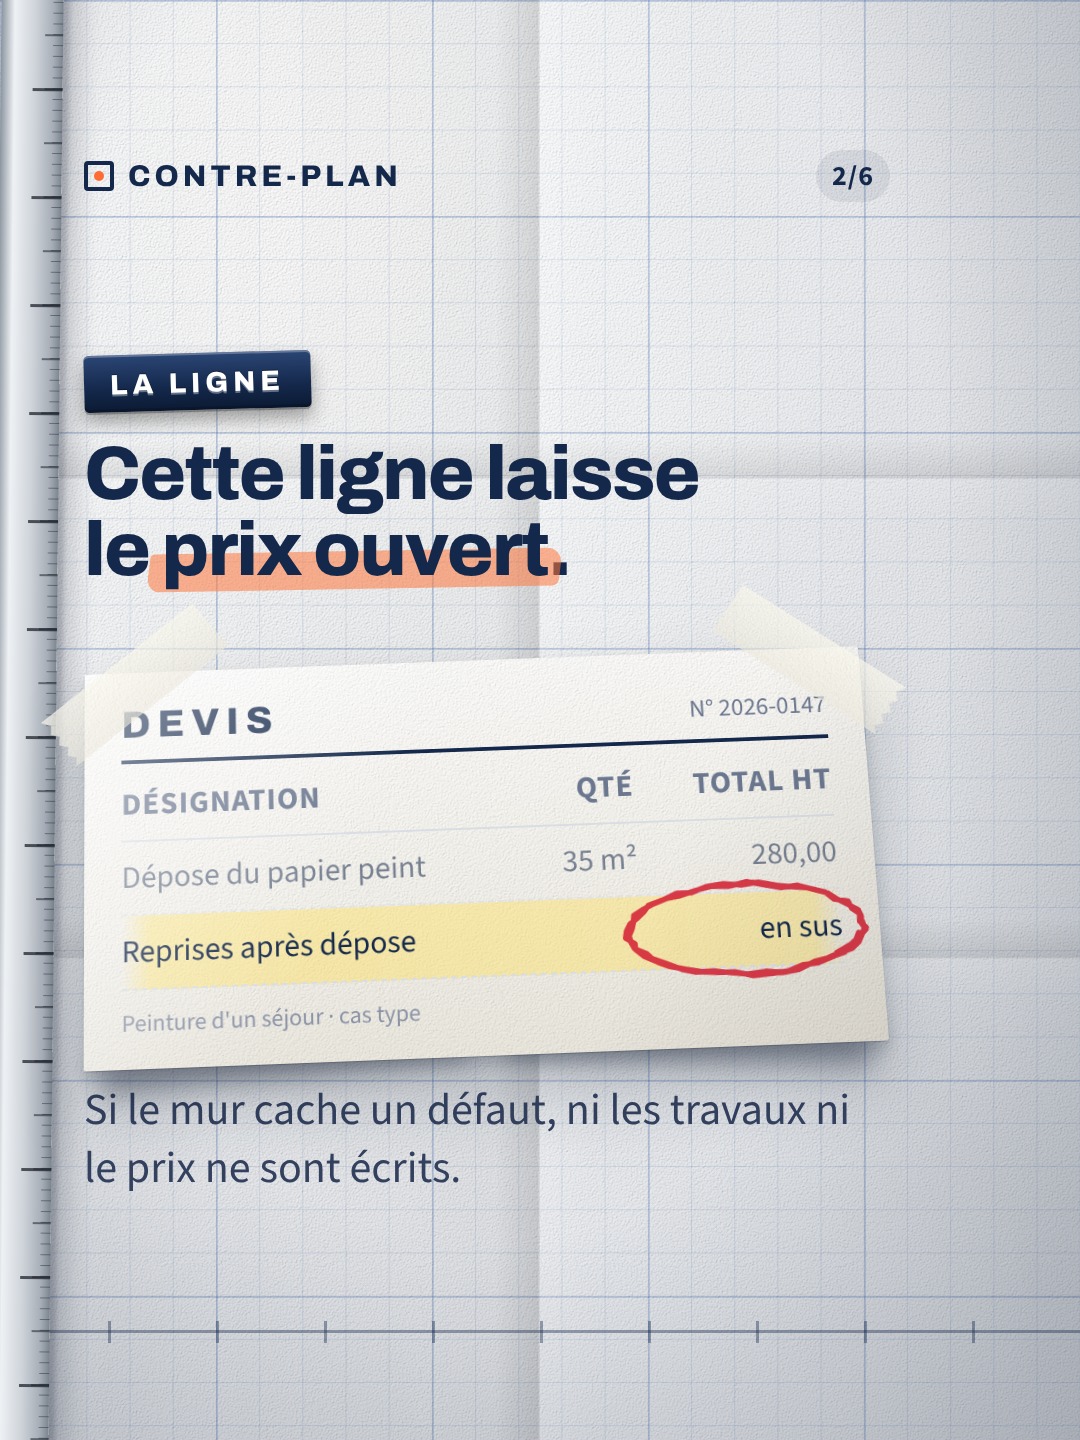 CONTRE-PLAN
2/6
LA LIGNE
Cette ligne laisse
le prix ouvert.
DEVIS
N° 2026-0147
DÉSIGNATION QTÉ TOTAL HT
Dépose du papier peint 35 m² 280,00
Reprises après dépose en sus
Peinture d'un séjour · cas type
Si le mur cache un défaut, ni les travaux ni
le prix ne sont écrits.